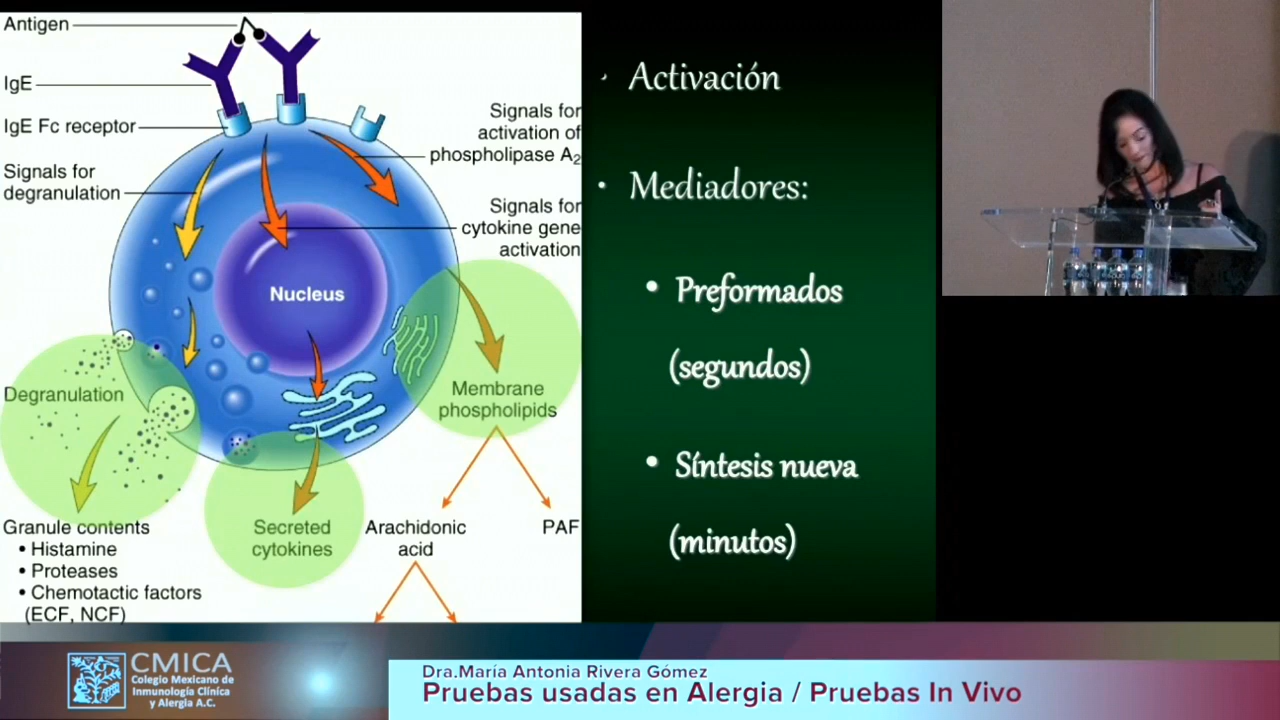 Antigen
IgE
IgE Fc receptor
Signals for
degranulation
Signals for
activation of
phospholipase A2
Signals for
cytokine gene
activation
Nucleus
Degranulation
Membrane
phospholipids
Granule contents
• Histamine
• Proteases
• Chemotactic factors
(ECF, NCF)
Secreted
cytokines
Arachidonic
acid
PAF
• Activación
• Mediadores:
• Preformados
(segundos)
• Síntesis nueva
(minutos)
CMICA
Colegio Mexicano de
Inmunología Clínica
y Alergia A.C.
Dra.María Antonia Rivera Gómez
Pruebas usadas en Alergia / Pruebas In Vivo